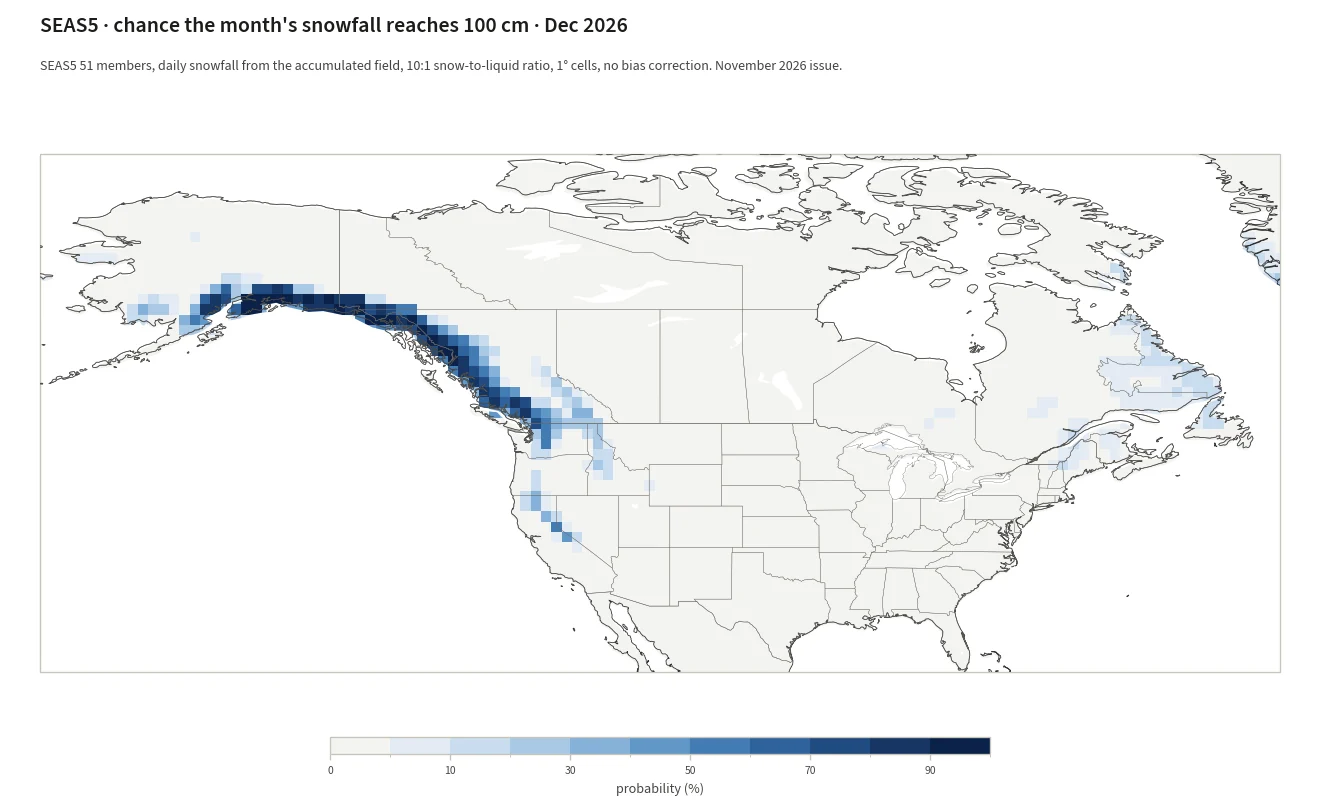 SEAS5 · chance the month's snowfall reaches 100 cm · Dec 2026
SEAS5 51 members, daily snowfall from the accumulated field, 10:1 snow-to-liquid ratio, 1° cells, no bias correction. November 2026 issue.
0 10 30 50 70 90
probability (%)